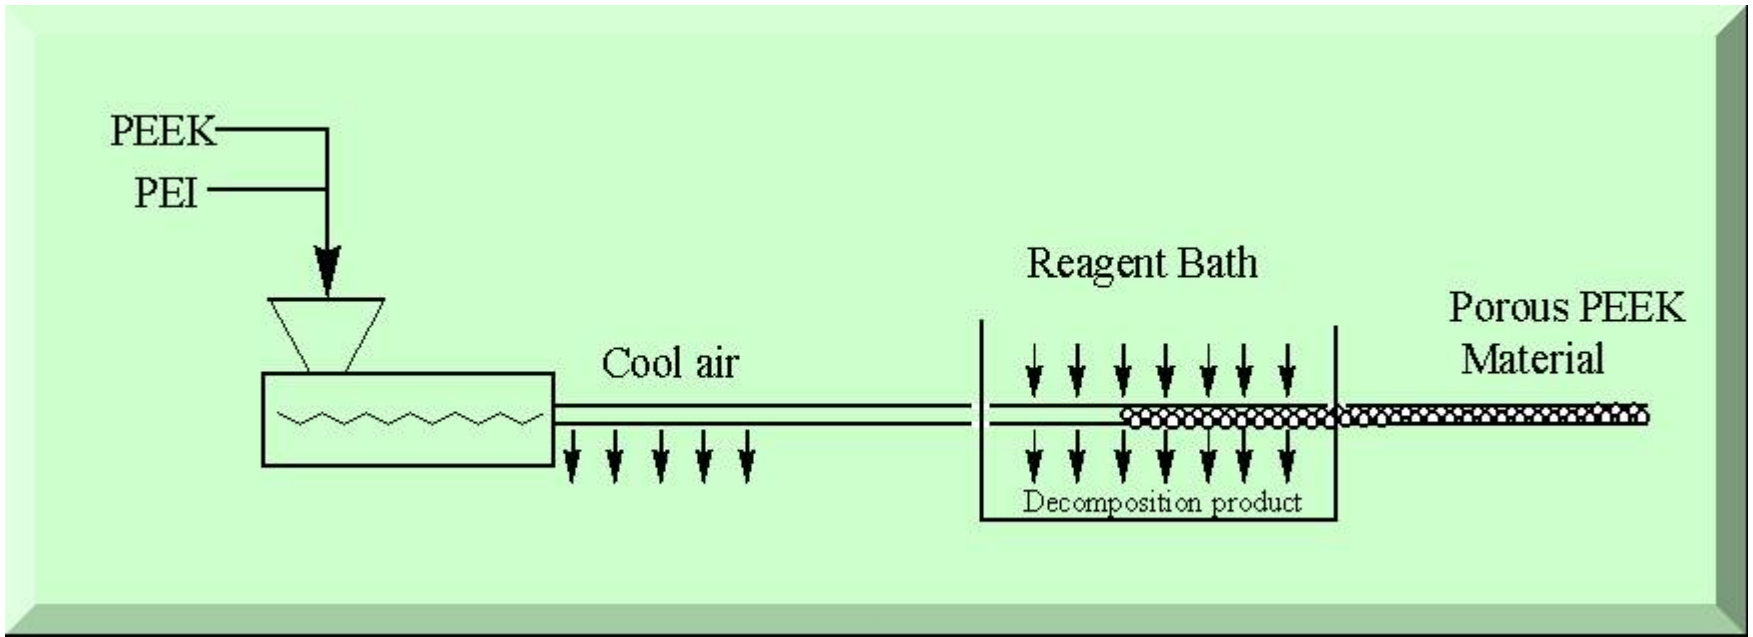 PEEK
PEI
Cool air
Reagent Bath
Decomposition product
Porous PEEK
Material